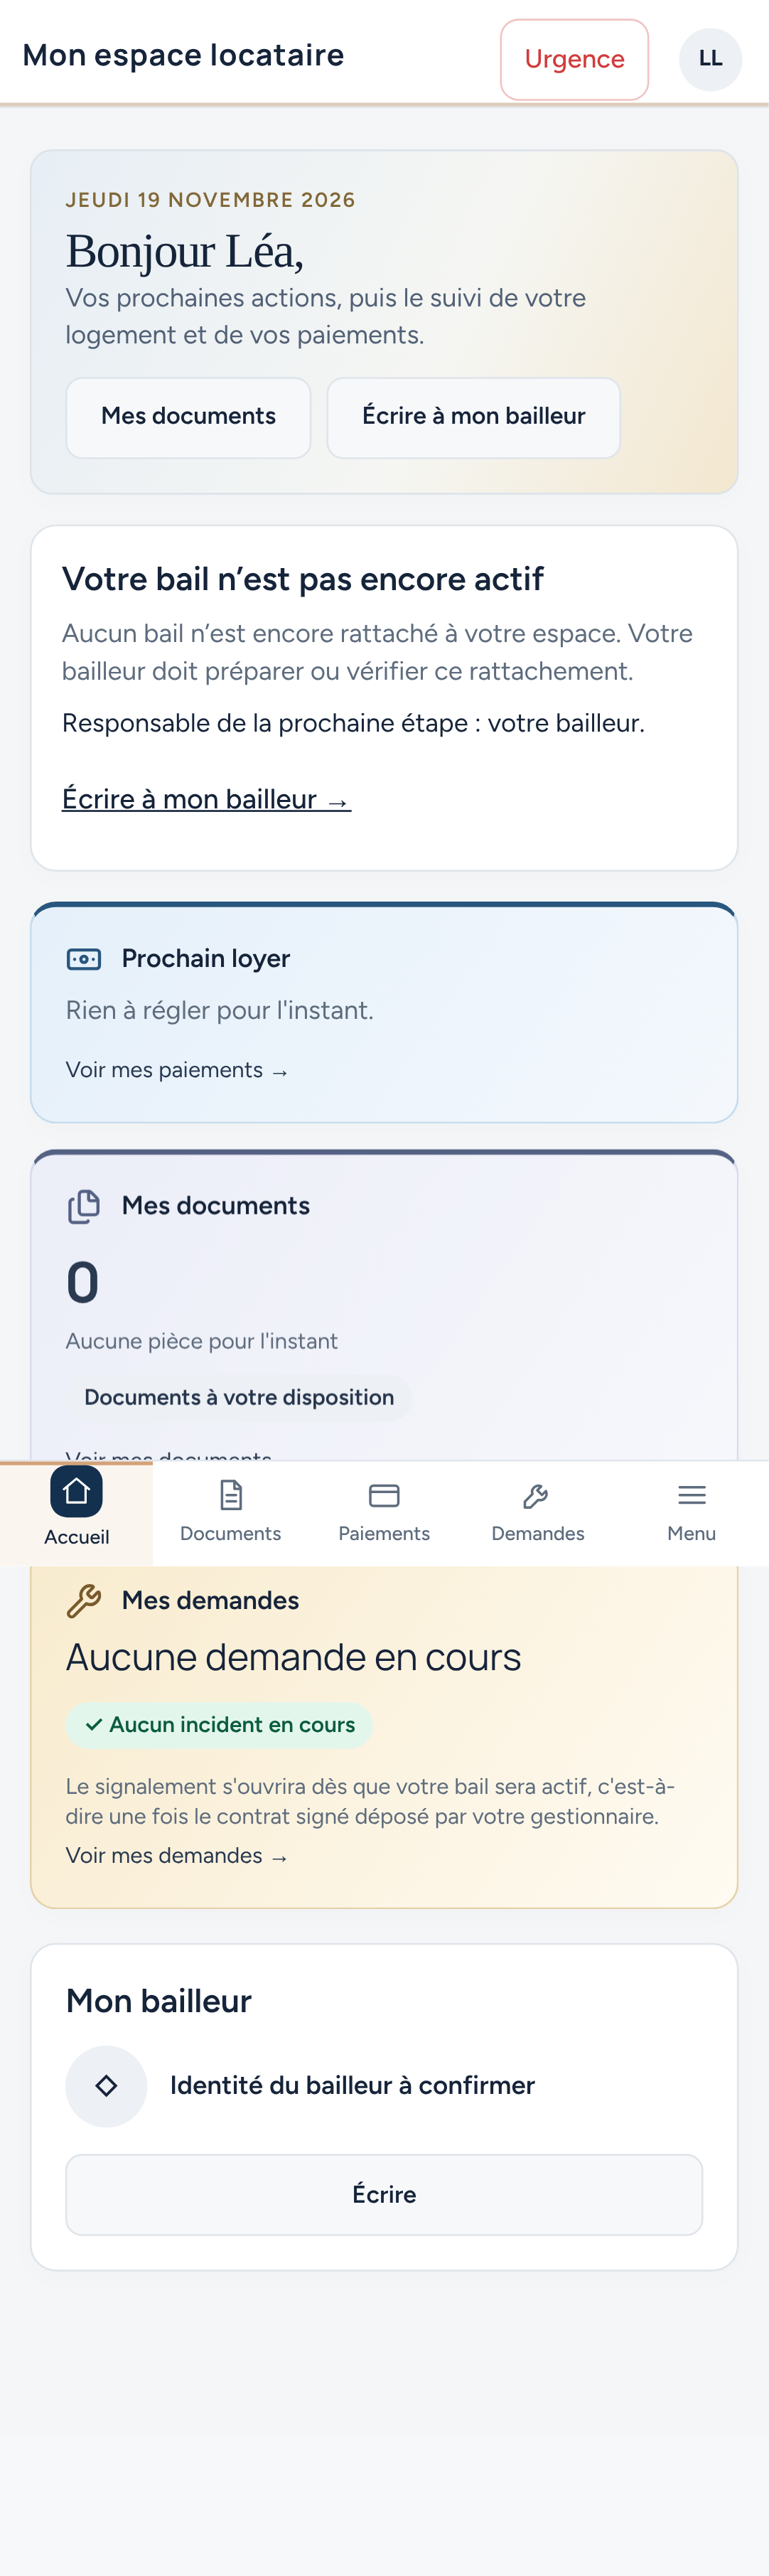 Mon espace locataire
Urgence
LL
JEUDI 19 NOVEMBRE 2026
Bonjour Léa,
Vos prochaines actions, puis le suivi de votre
logement et de vos paiements.
Mes documents
Écrire à mon bailleur
Votre bail n’est pas encore actif
Aucun bail n’est encore rattaché à votre espace. Votre
bailleur doit préparer ou vérifier ce rattachement.
Responsable de la prochaine étape : votre bailleur.
Écrire à mon bailleur →
Prochain loyer
Rien à régler pour l'instant.
Voir mes paiements →
Mes documents
0
Aucune pièce pour l'instant
Documents à votre disposition
Voir mes documents
Accueil
Documents
Paiements
Demandes
Menu
Mes demandes
Aucune demande en cours
✓ Aucun incident en cours
Le signalement s'ouvrira dès que votre bail sera actif, c'est-à-
dire une fois le contrat signé déposé par votre gestionnaire.
Voir mes demandes →
Mon bailleur
Identité du bailleur à confirmer
Écrire